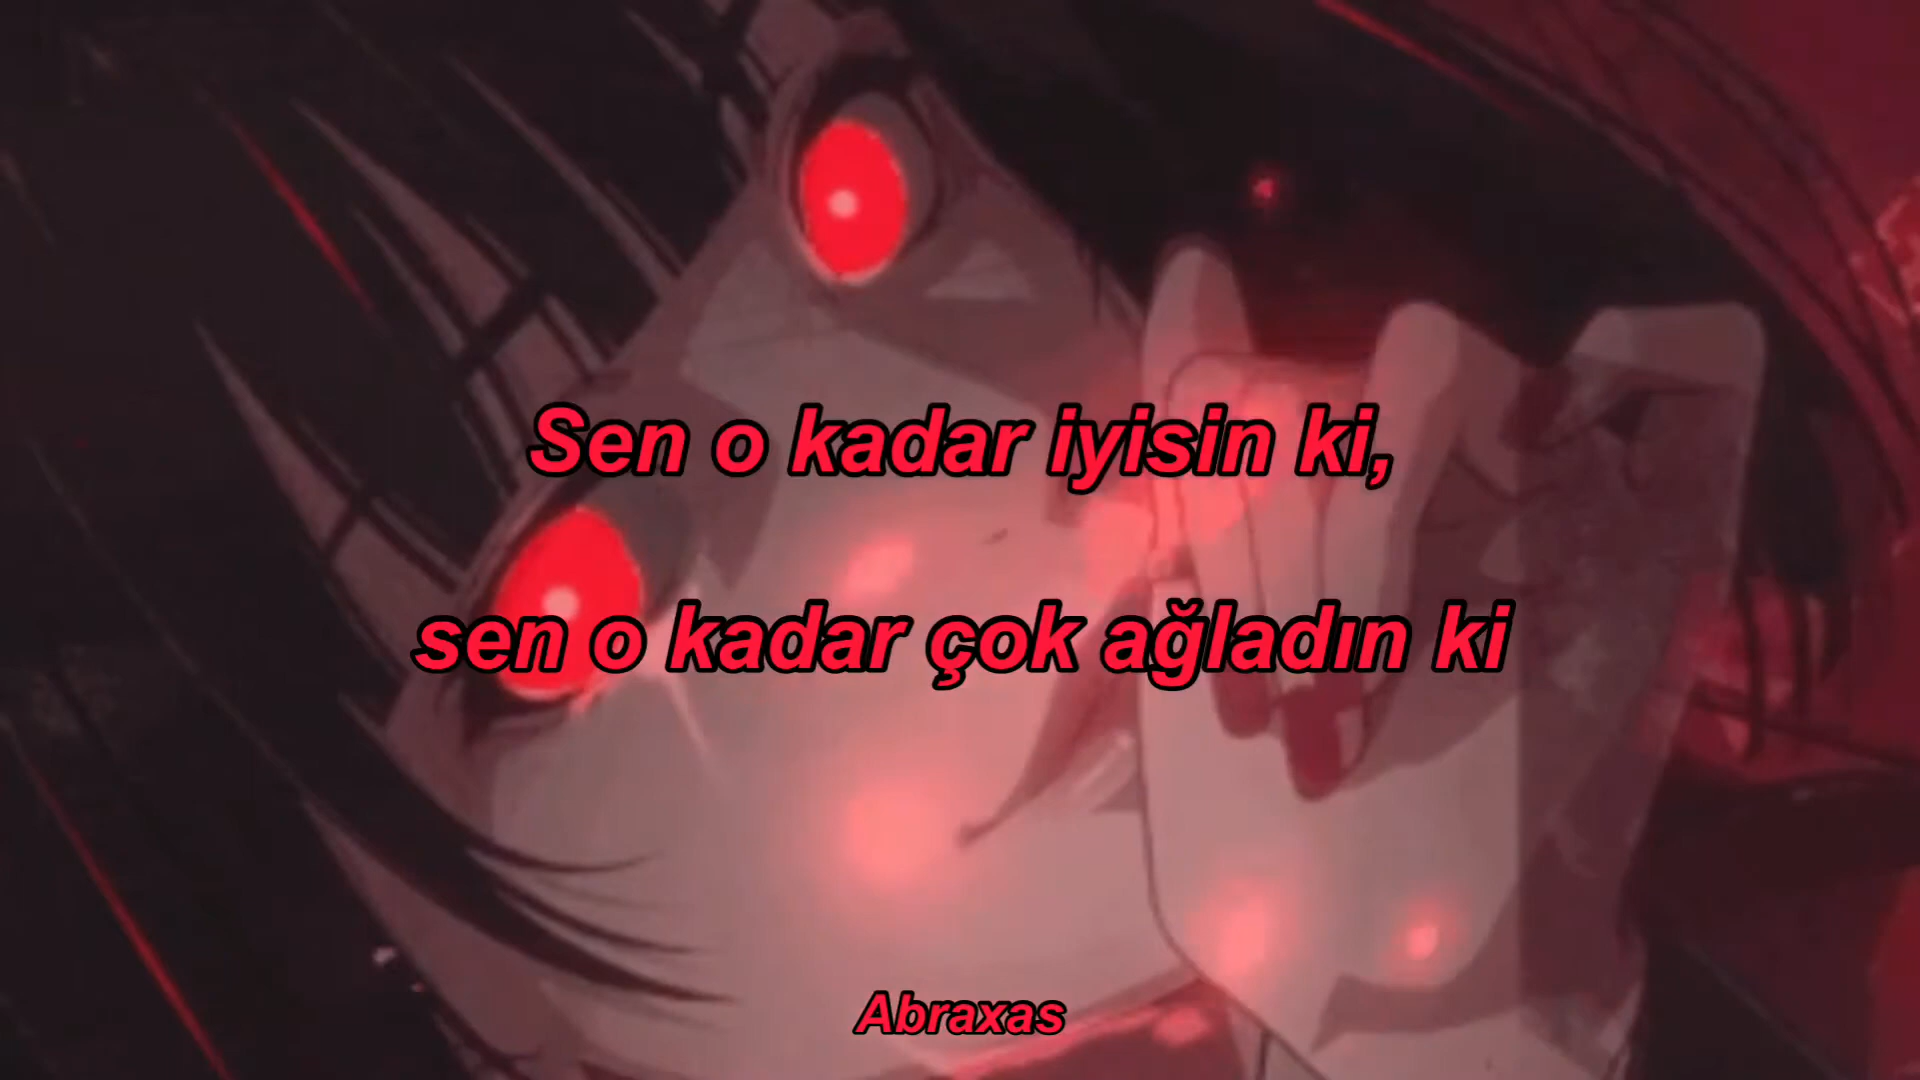 Sen o kadar iyisin ki,
sen o kadar çok ağladın ki
Abraxas